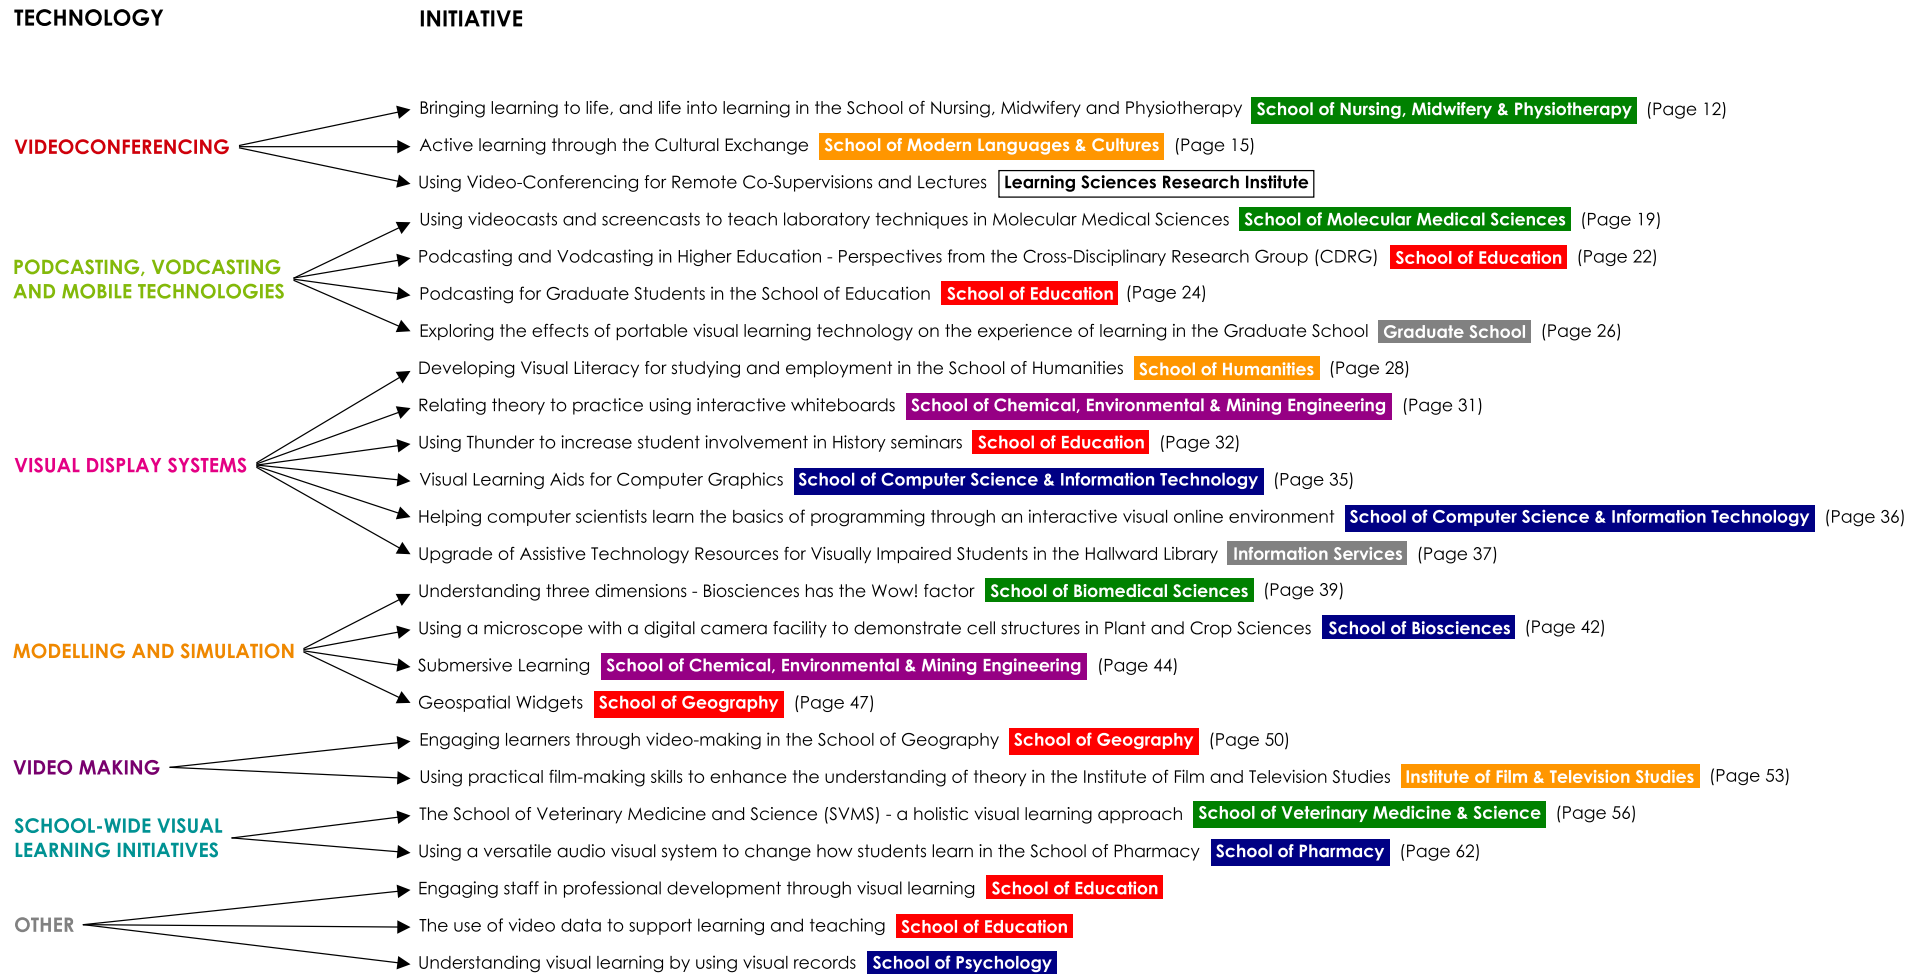 TECHNOLOGY INITIATIVE
Bringing learning to life, and life into learning in the School of Nursing, Midwifery and Physiotherapy School of Nursing, Midwifery & Physiotherapy (Page 12)
VIDEOCONFERENCING Active learning through the Cultural Exchange School of Modern Languages & Cultures (Page 15)
Using Video-Conferencing for Remote Co-Supervisions and Lectures Learning Sciences Research Institute
Using videocasts and screencasts to teach laboratory techniques in Molecular Medical Sciences School of Molecular Medical Sciences (Page 19)
Podcasting and Vodcasting in Higher Education - Perspectives from the Cross-Disciplinary Research Group (CDRG) School of Education (Page 22)
PODCASTING, VODCASTING
AND MOBILE TECHNOLOGIES
Podcasting for Graduate Students in the School of Education School of Education (Page 24)
Exploring the effects of portable visual learning technology on the experience of learning in the Graduate School Graduate School (Page 26)
Developing Visual Literacy for studying and employment in the School of Humanities School of Humanities (Page 28)
Relating theory to practice using interactive whiteboards School of Chemical, Environmental & Mining Engineering (Page 31)
Using Thunder to increase student involvement in History seminars School of Education (Page 32)
VISUAL DISPLAY SYSTEMS
Visual Learning Aids for Computer Graphics School of Computer Science & Information Technology (Page 35)
Helping computer scientists learn the basics of programming through an interactive visual online environment School of Computer Science & Information Technology (Page 36)
Upgrade of Assistive Technology Resources for Visually Impaired Students in the Hallward Library Information Services (Page 37)
Understanding three dimensions - Biosciences has the Wow! factor School of Biomedical Sciences (Page 39)
Using a microscope with a digital camera facility to demonstrate cell structures in Plant and Crop Sciences School of Biosciences (Page 42)
MODELLING AND SIMULATION
Submersive Learning School of Chemical, Environmental & Mining Engineering (Page 44)
Geospatial Widgets School of Geography (Page 47)
Engaging learners through video-making in the School of Geography School of Geography (Page 50)
VIDEO MAKING
Using practical film-making skills to enhance the understanding of theory in the Institute of Film and Television Studies Institute of Film & Television Studies (Page 53)
The School of Veterinary Medicine and Science (SVMS) - a holistic visual learning approach School of Veterinary Medicine & Science (Page 56)
SCHOOL-WIDE VISUAL
LEARNING INITIATIVES
Using a versatile audio visual system to change how students learn in the School of Pharmacy School of Pharmacy (Page 62)
Engaging staff in professional development through visual learning School of Education
OTHER The use of video data to support learning and teaching School of Education
Understanding visual learning by using visual records School of Psychology